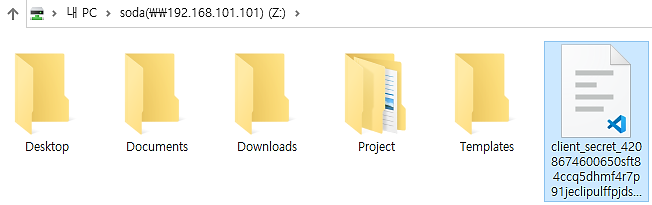 내 PC > soda(₩₩192.168.101.101) (Z:) >
Desktop
Documents
Downloads
Project
Templates
client_secret_420
8674600650sft8
4ccq5dhmf4r7p
91jeclipulffpjds...